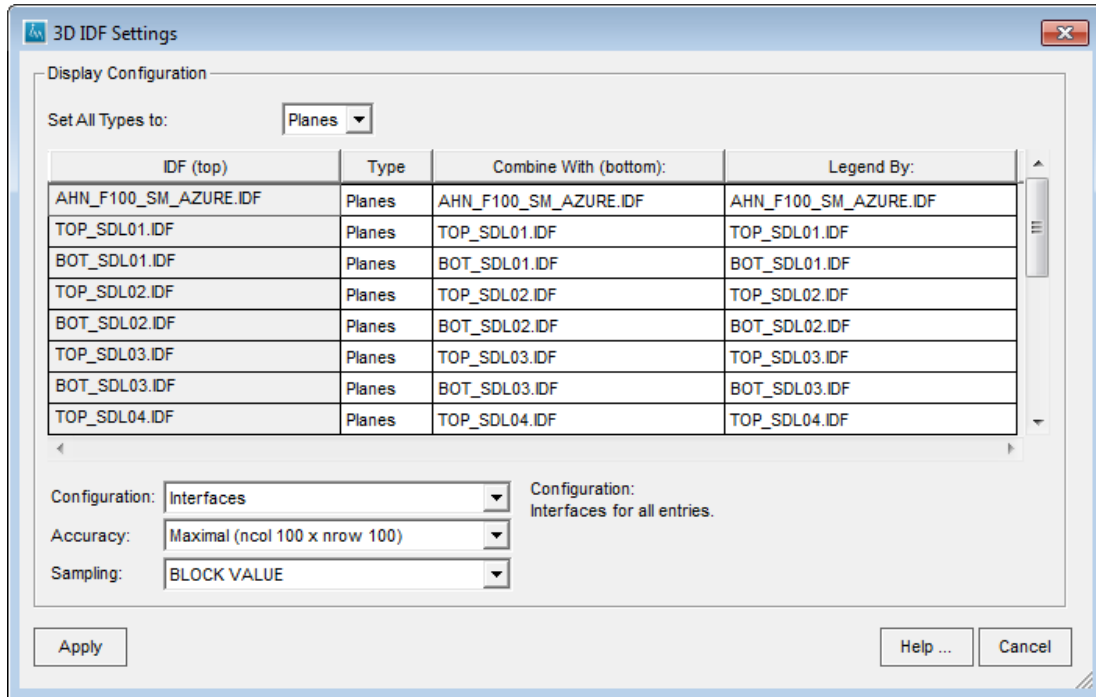 3D IDF Settings
Display Configuration
Set All Types to: Planes
IDF (top) Type Combine With (bottom): Legend By:
AHN_F100_SM_AZURE.IDF Planes AHN_F100_SM_AZURE.IDF AHN_F100_SM_AZURE.IDF
TOP_SDL01.IDF Planes TOP_SDL01.IDF TOP_SDL01.IDF
BOT_SDL01.IDF Planes BOT_SDL01.IDF BOT_SDL01.IDF
TOP_SDL02.IDF Planes TOP_SDL02.IDF TOP_SDL02.IDF
BOT_SDL02.IDF Planes BOT_SDL02.IDF BOT_SDL02.IDF
TOP_SDL03.IDF Planes TOP_SDL03.IDF TOP_SDL03.IDF
BOT_SDL03.IDF Planes BOT_SDL03.IDF BOT_SDL03.IDF
TOP_SDL04.IDF Planes TOP_SDL04.IDF TOP_SDL04.IDF
Configuration: Interfaces
Configuration:
Interfaces for all entries.
Accuracy: Maximal (ncol 100 x nrow 100)
Sampling: BLOCK VALUE
Apply Help ... Cancel